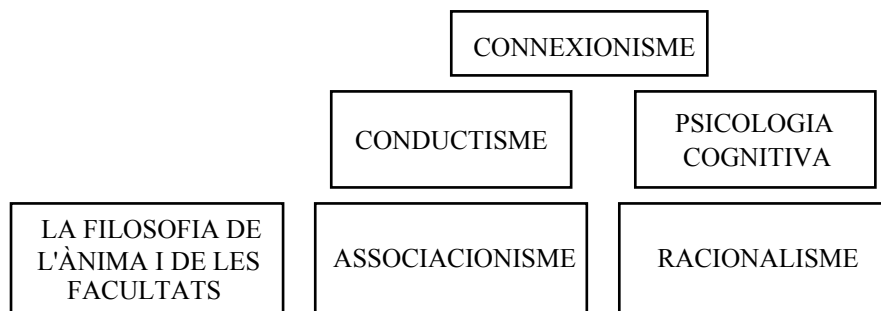 CONNEXIONISME
CONDUCTISME
PSICOLOGIA
COGNITIVA
LA FILOSOFIA DE
L'ÀNIMA I DE LES
FACULTATS
ASSOCIACIONISME
RACIONALISME